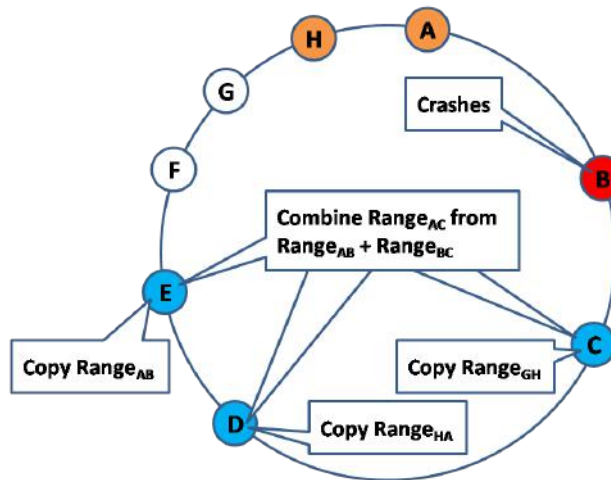 H
A
G
Crashes
F
B
Combine Range_AC from
Range_AB + Range_BC
E
C
Copy Range_AB
Copy Range_GH
D
Copy Range_HA